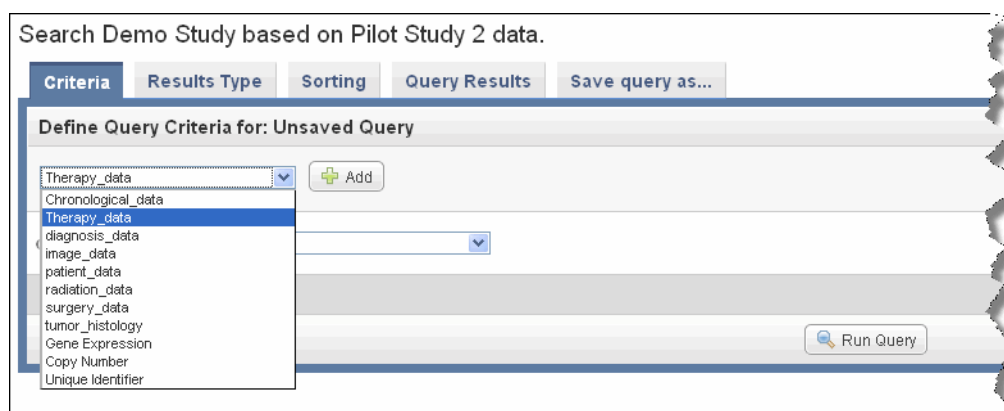 Search Demo Study based on Pilot Study 2 data.
Criteria Results Type Sorting Query Results Save query as...
Define Query Criteria for: Unsaved Query
Therapy_data Add
Chronological_data
Therapy_data
diagnosis_data
image_data
patient_data
radiation_data
surgery_data
tumor_histology
Gene Expression
Copy Number
Unique Identifier
Run Query